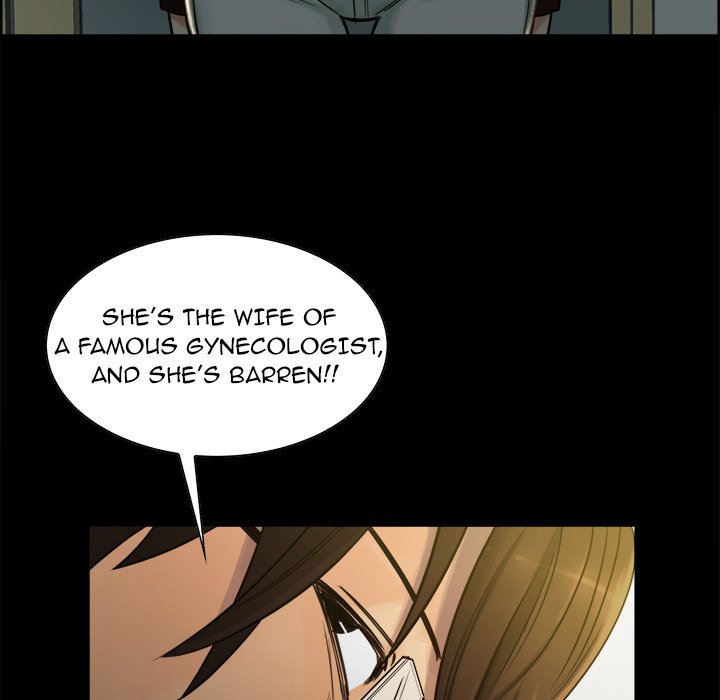 SHE'S THE WIFE OF
A FAMOUS GYNECOLOGIST,
AND SHE'S BARREN!!